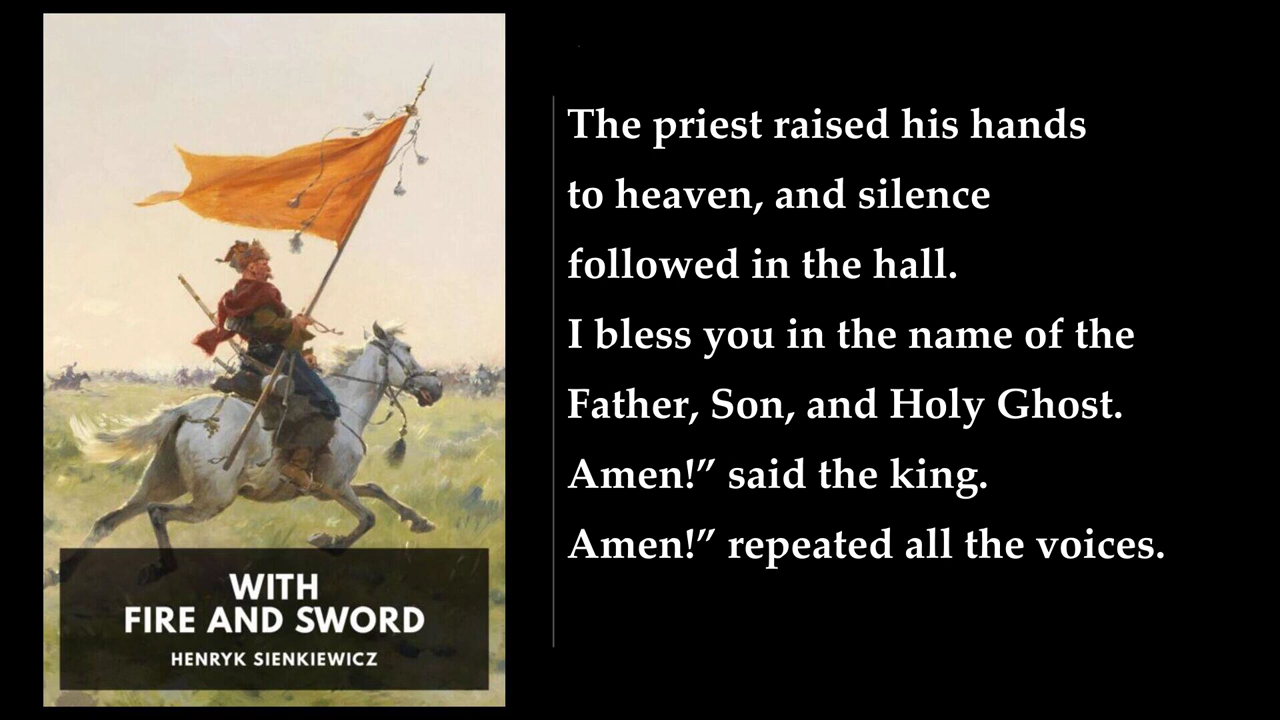 WITH
FIRE AND SWORD
HENRYK SIENKIEWICZ
The priest raised his hands
to heaven, and silence
followed in the hall.
I bless you in the name of the
Father, Son, and Holy Ghost.
Amen!” said the king.
Amen!” repeated all the voices.